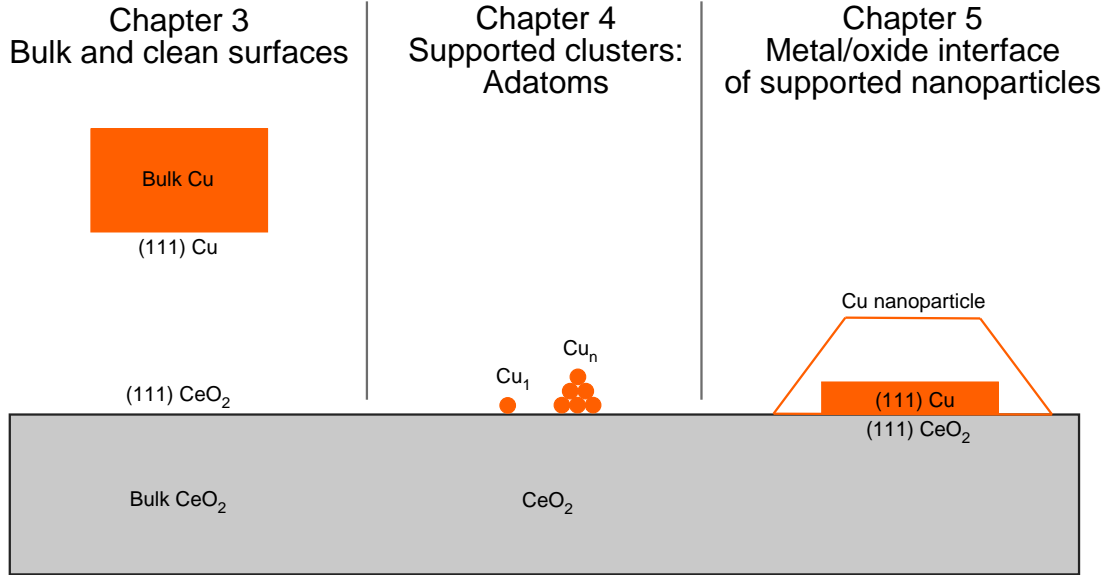 Chapter 3
Bulk and clean surfaces
Bulk Cu
(111) Cu
(111) CeO₂
Bulk CeO₂
Chapter 4
Supported clusters:
Adatoms
Cu₁
Cuₙ
CeO₂
Chapter 5
Metal/oxide interface
of supported nanoparticles
Cu nanoparticle
(111) Cu
(111) CeO₂